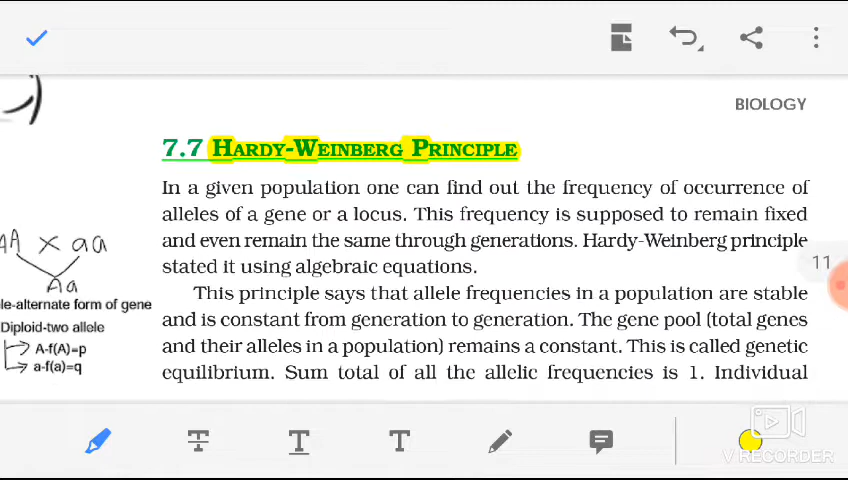 BIOLOGY
7.7 HARDY-WEINBERG PRINCIPLE
In a given population one can find out the frequency of occurrence of
alleles of a gene or a locus. This frequency is supposed to remain fixed
and even remain the same through generations. Hardy-Weinberg principle
stated it using algebraic equations.
This principle says that allele frequencies in a population are stable
and is constant from generation to generation. The gene pool (total genes
and their alleles in a population) remains a constant. This is called genetic
equilibrium. Sum total of all the allelic frequencies is 1. Individual
AA × aa
Aa
le-alternate form of gene
Diploid-two allele
A-f(A)=p
a-f(a)=q
11
T
T
T
V RECORDER